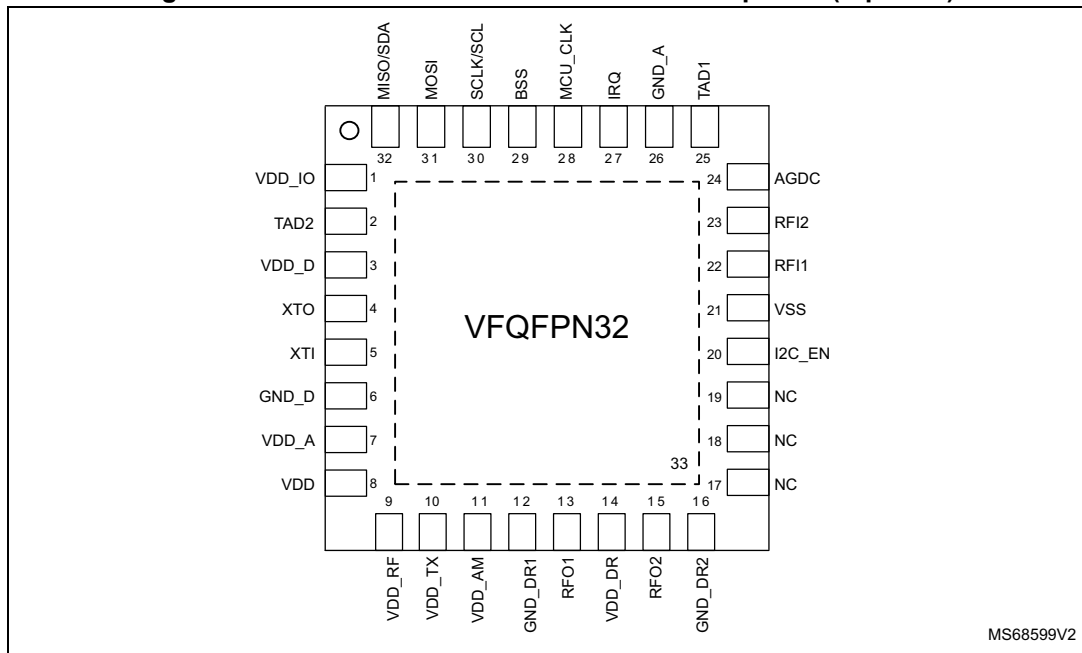 MISO/SDA
MOSI
SCLK/SCL
BSS
MCU_CLK
IRQ
GND_A
TAD1
32 31 30 29 28 27 26 25
VDD_IO 1
TAD2 2
VDD_D 3
XTO 4
XTI 5
GND_D 6
VDD_A 7
VDD 8
24 AGDC
23 RFI2
22 RFI1
21 VSS
20 I2C_EN
19 NC
18 NC
17 NC
VFQFPN32
33
9 10 11 12 13 14 15 16
VDD_RF
VDD_TX
VDD_AM
GND_DR1
RFO1
VDD_DR
RFO2
GND_DR2
MS68599V2